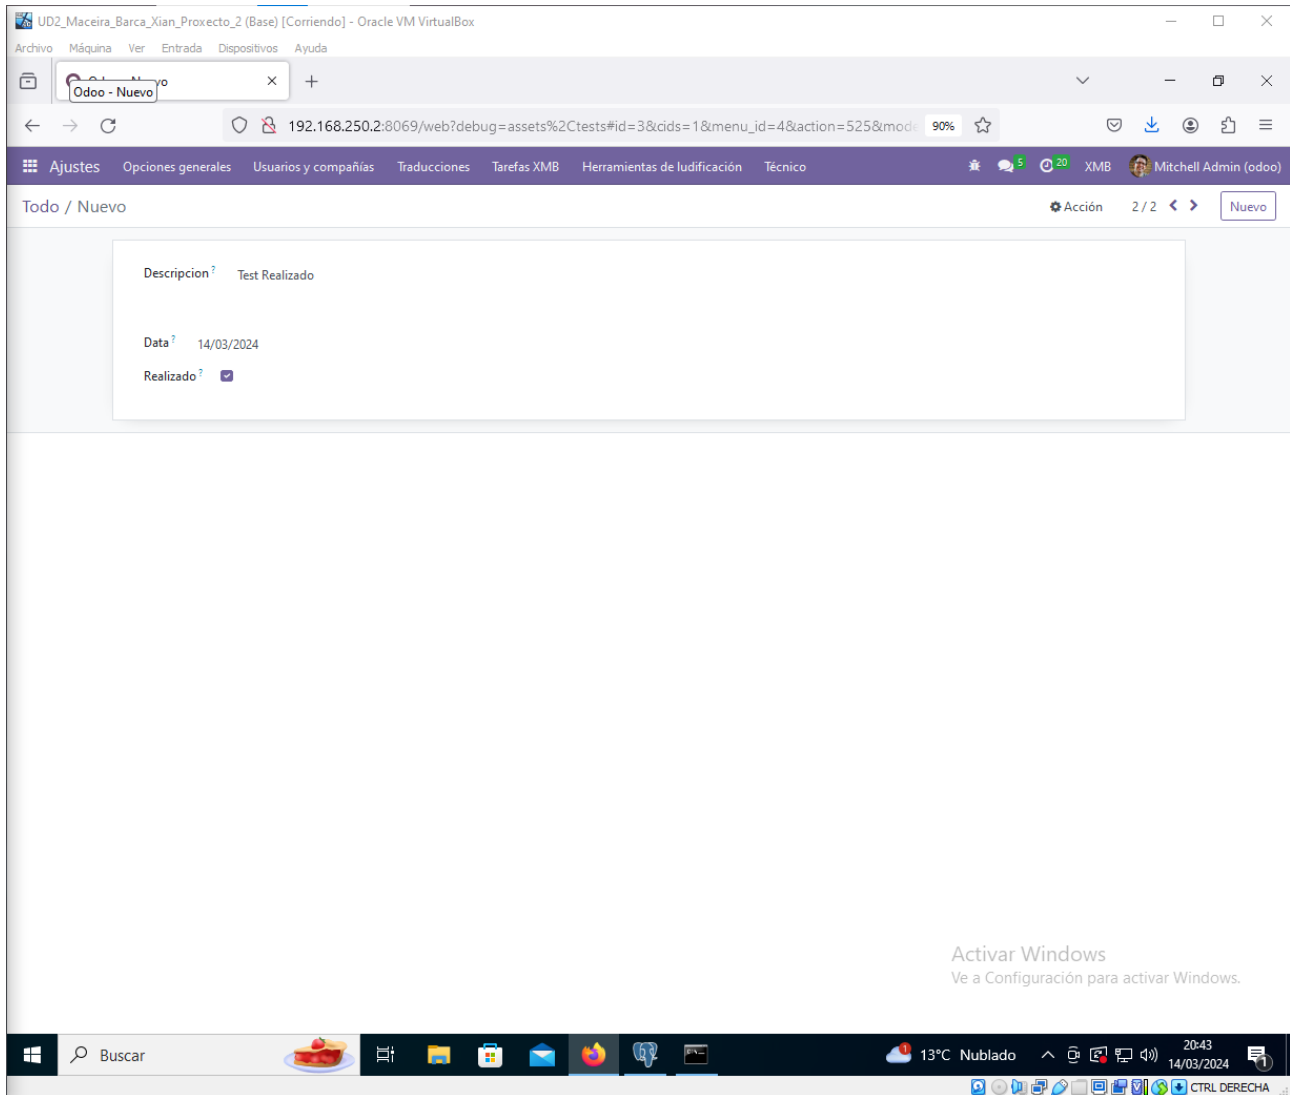 UD2_Maceira_Barca_Xian_Proxecto_2 (Base) [Corriendo] - Oracle VM VirtualBox
Archivo Máquina Ver Entrada Dispositivos Ayuda
Odoo - Nuevo
192.168.250.2:8069/web?debug=assets%2Ctests#id=3&cids=1&menu_id=4&action=525&mode 90%
Ajustes Opciones generales Usuarios y compañías Traducciones Tarefas XMB Herramientas de ludificación Técnico 5 20 XMB Mitchell Admin (odoo)
Todo / Nuevo Acción 2 / 2 Nuevo
Descripcion ? Test Realizado
Data ? 14/03/2024
Realizado ?
Activar Windows
Ve a Configuración para activar Windows.
Buscar 1 13°C Nublado 20:43
14/03/2024 1
CTRL DERECHA